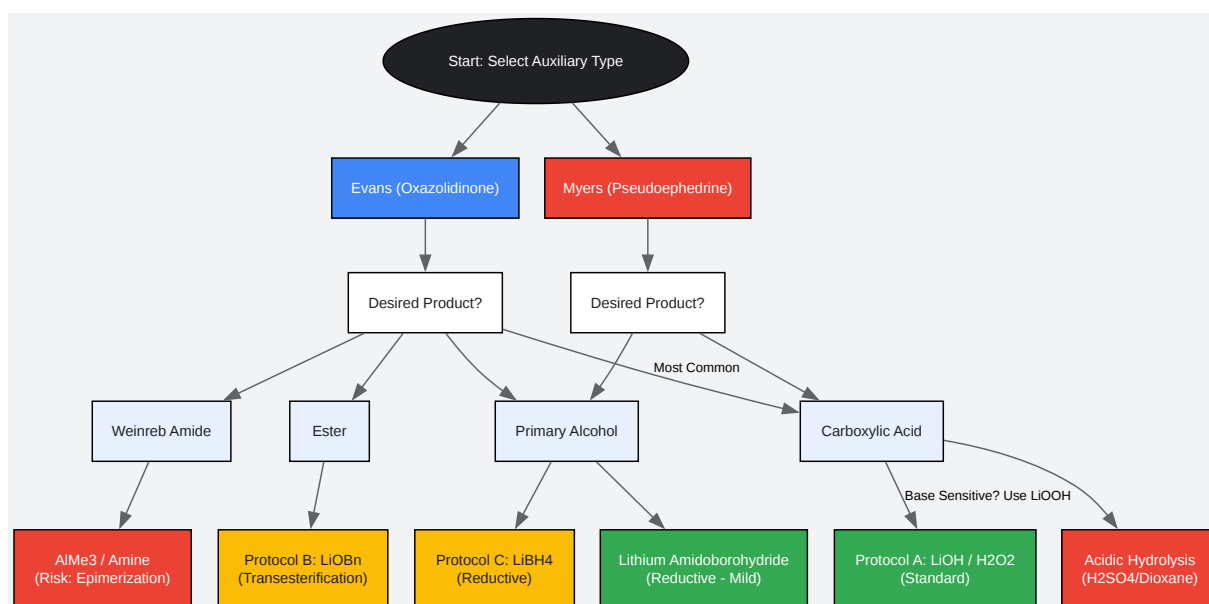 Start: Select Auxiliary Type
Evans (Oxazolidinone)
Myers (Pseudoephedrine)
Desired Product?
Desired Product?
Most Common
Weinreb Amide
Ester
Primary Alcohol
Carboxylic Acid
Base Sensitive? Use LiOOH
AlMe3 / Amine
(Risk: Epimerization)
Protocol B: LiOBn
(Transesterification)
Protocol C: LiBH4
(Reductive)
Lithium Amidoborohydride
(Reductive - Mild)
Protocol A: LiOH / H2O2
(Standard)
Acidic Hydrolysis
(H2SO4/Dioxane)